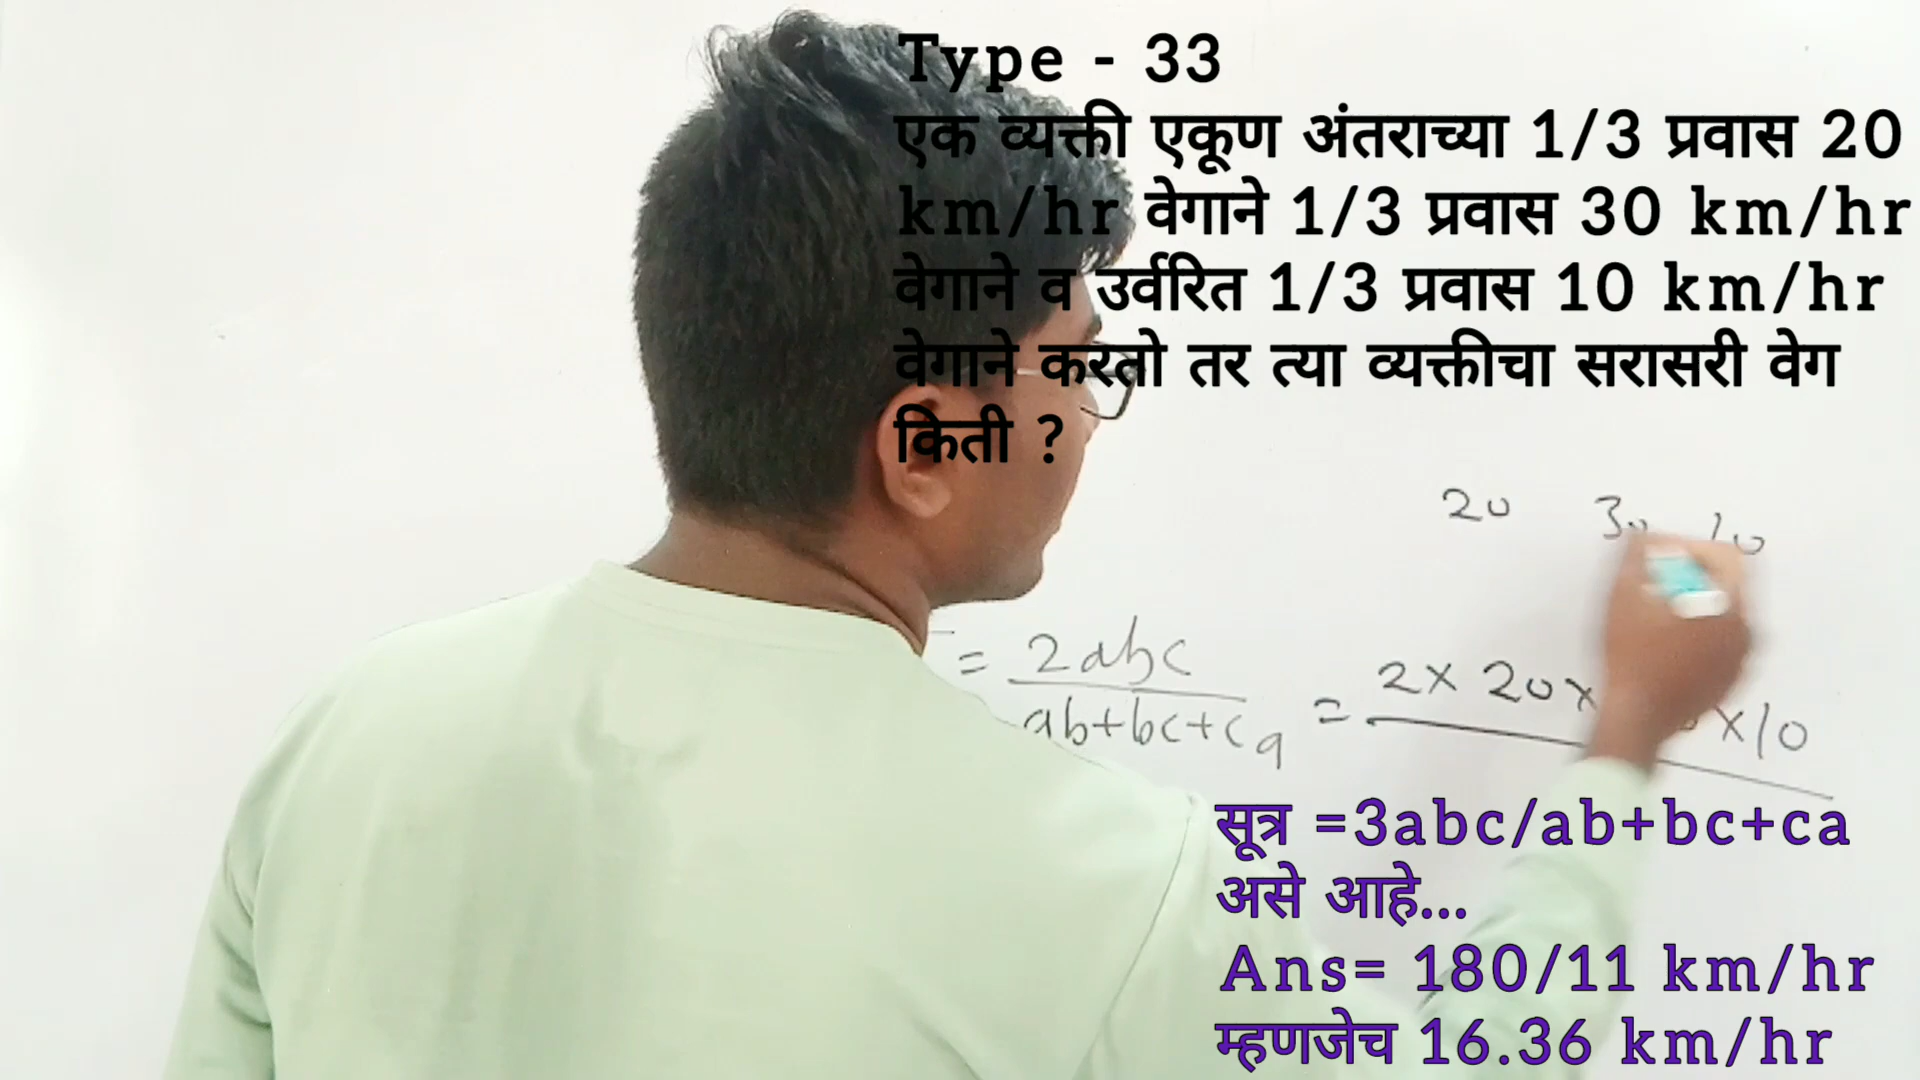 Type - 33
एक व्यक्ती एकूण अंतराच्या 1/3 प्रवास 20
km/hr वेगाने 1/3 प्रवास 30 km/hr
वेगाने व उर्वरित 1/3 प्रवास 10 km/hr
वेगाने करतो तर त्या व्यक्तीचा सरासरी वेग
किती ?
20 30 10
= 2abc = 2x 20x x10
ab+bc+ca
सूत्र =3abc/ab+bc+ca
असे आहे...
Ans= 180/11 km/hr
म्हणजेच 16.36 km/hr